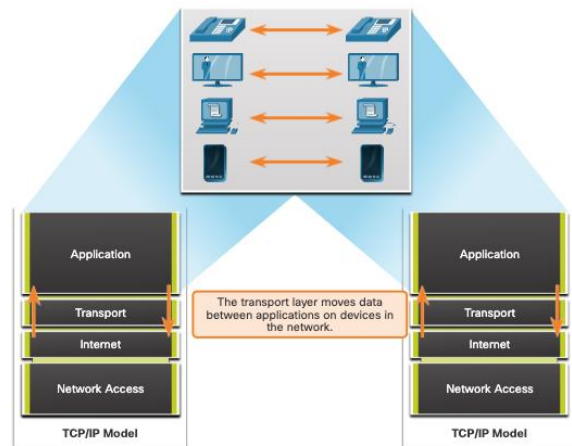 Application
Transport
Internet
Network Access
TCP/IP Model
The transport layer moves data
between applications on devices in
the network.
Application
Transport
Internet
Network Access
TCP/IP Model